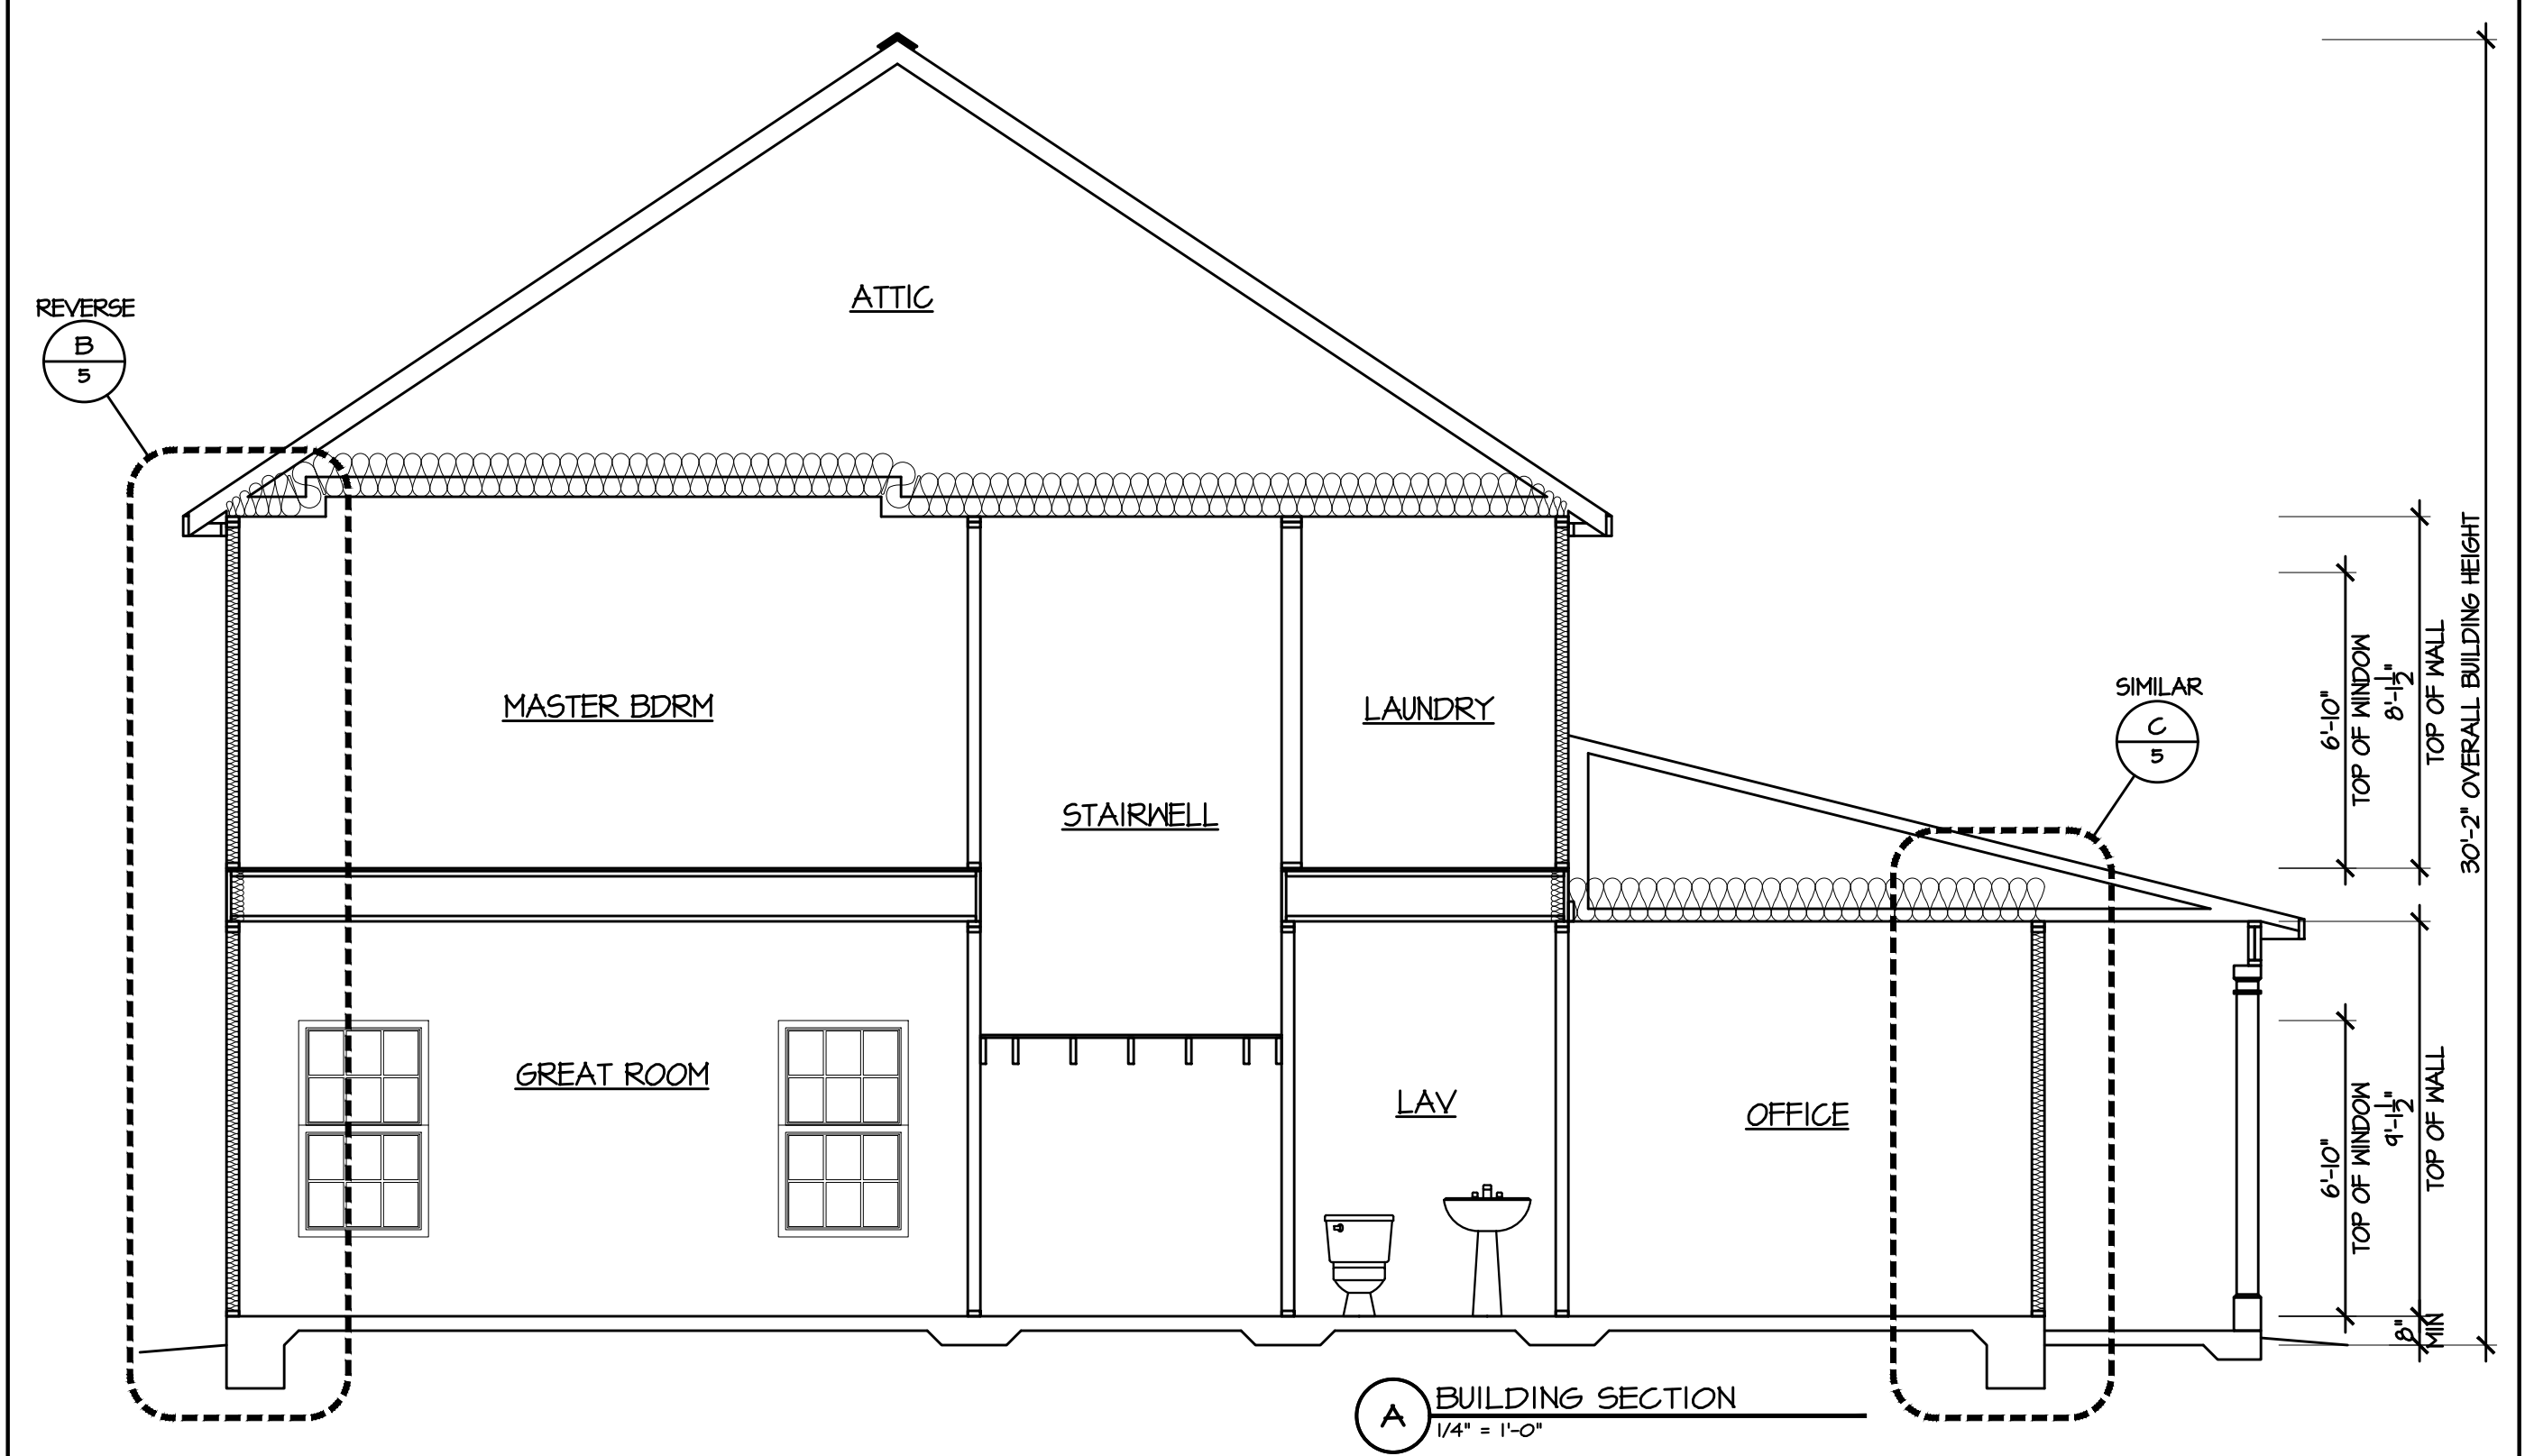 ATTIC
REVERSE
B
5
MASTER BDRM
LAUNDRY
STAIRWELL
SIMILAR
C
5
6'-10"
TOP OF WINDOW
8'-1 1/2"
TOP OF WALL
30'-2" OVERALL BUILDING HEIGHT
GREAT ROOM
LAV
OFFICE
6'-10"
TOP OF WINDOW
9'-1 1/2"
TOP OF WALL
8"
MIN
A
BUILDING SECTION
1/4" = 1'-0"